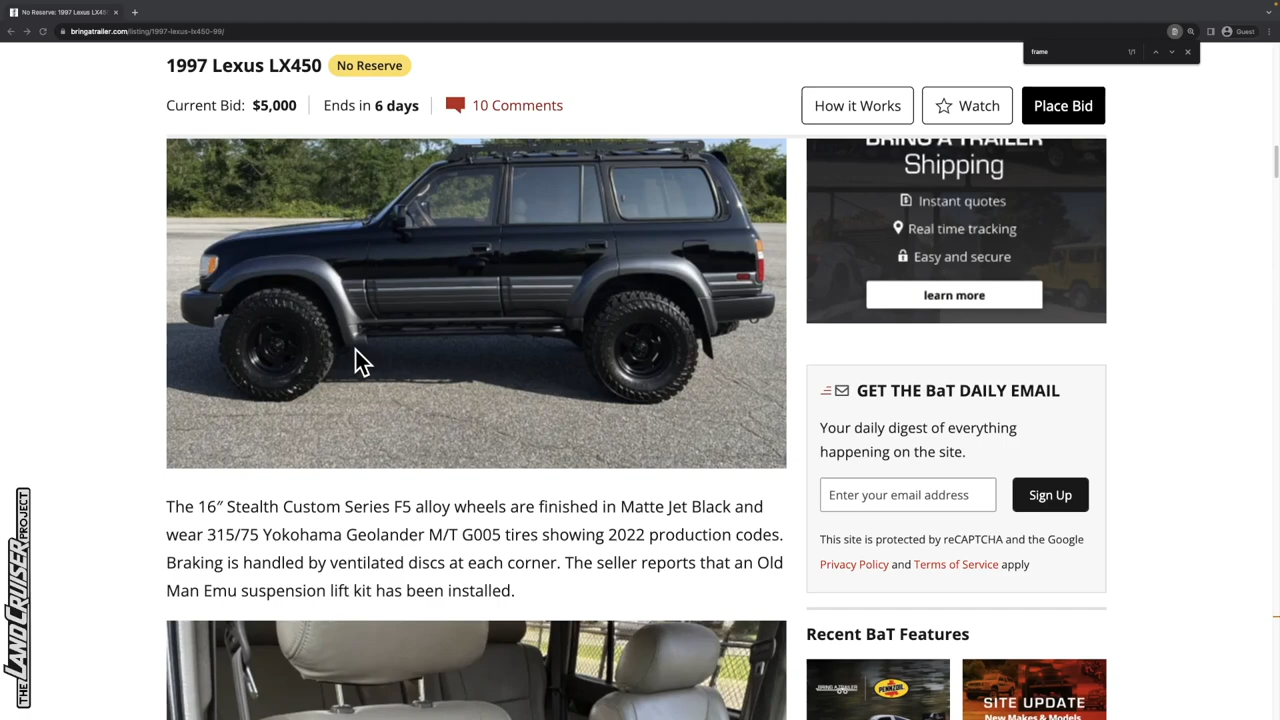 No Reserve: 1997 Lexus LX45
bringatrailer.com/listing/1997-lexus-lx450-99/
Guest
frame
1/1
1997 Lexus LX450
No Reserve
Current Bid: $5,000
Ends in 6 days
10 Comments
How it Works
Watch
Place Bid
BRING A TRAILER
Shipping
Instant quotes
Real time tracking
Easy and secure
learn more
GET THE BaT DAILY EMAIL
Your daily digest of everything
happening on the site.
Enter your email address
Sign Up
This site is protected by reCAPTCHA and the Google
Privacy Policy and Terms of Service apply
The 16″ Stealth Custom Series F5 alloy wheels are finished in Matte Jet Black and
wear 315/75 Yokohama Geolander M/T G005 tires showing 2022 production codes.
Braking is handled by ventilated discs at each corner. The seller reports that an Old
Man Emu suspension lift kit has been installed.
Recent BaT Features
BRING A TRAILER
PENNZOIL
SITE UPDATE
New Makes & Models
THE LAND CRUISER PROJECT